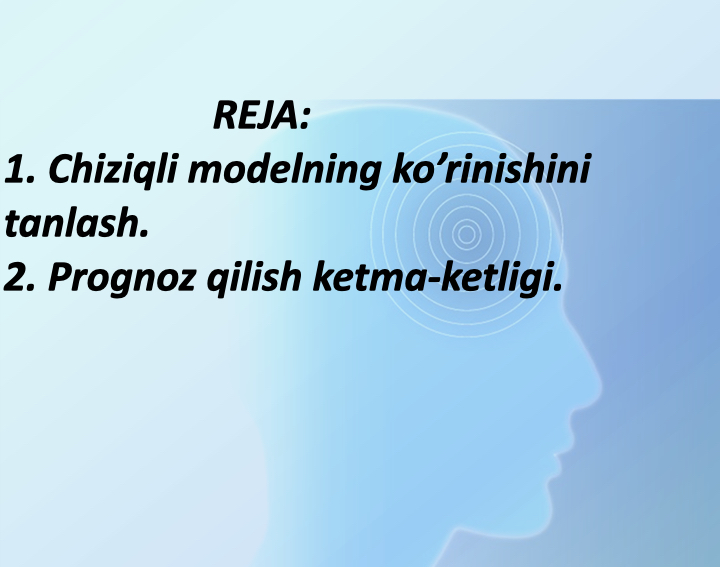 REJA:
1. Chiziqli modelning ko’rinishini
tanlash.
2. Prognoz qilish ketma-ketligi.